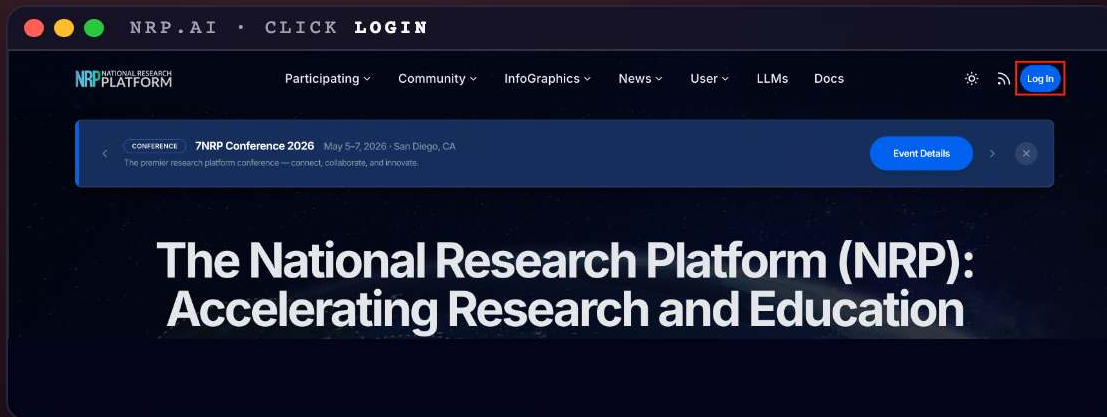 NRP.AI · CLICK LOGIN
NRP NATIONAL RESEARCH PLATFORM
Participating Community InfoGraphics News User LLMs Docs Log In
CONFERENCE 7NRP Conference 2026 May 5–7, 2026 · San Diego, CA
The premier research platform conference — connect, collaborate, and innovate.
Event Details
The National Research Platform (NRP):
Accelerating Research and Education